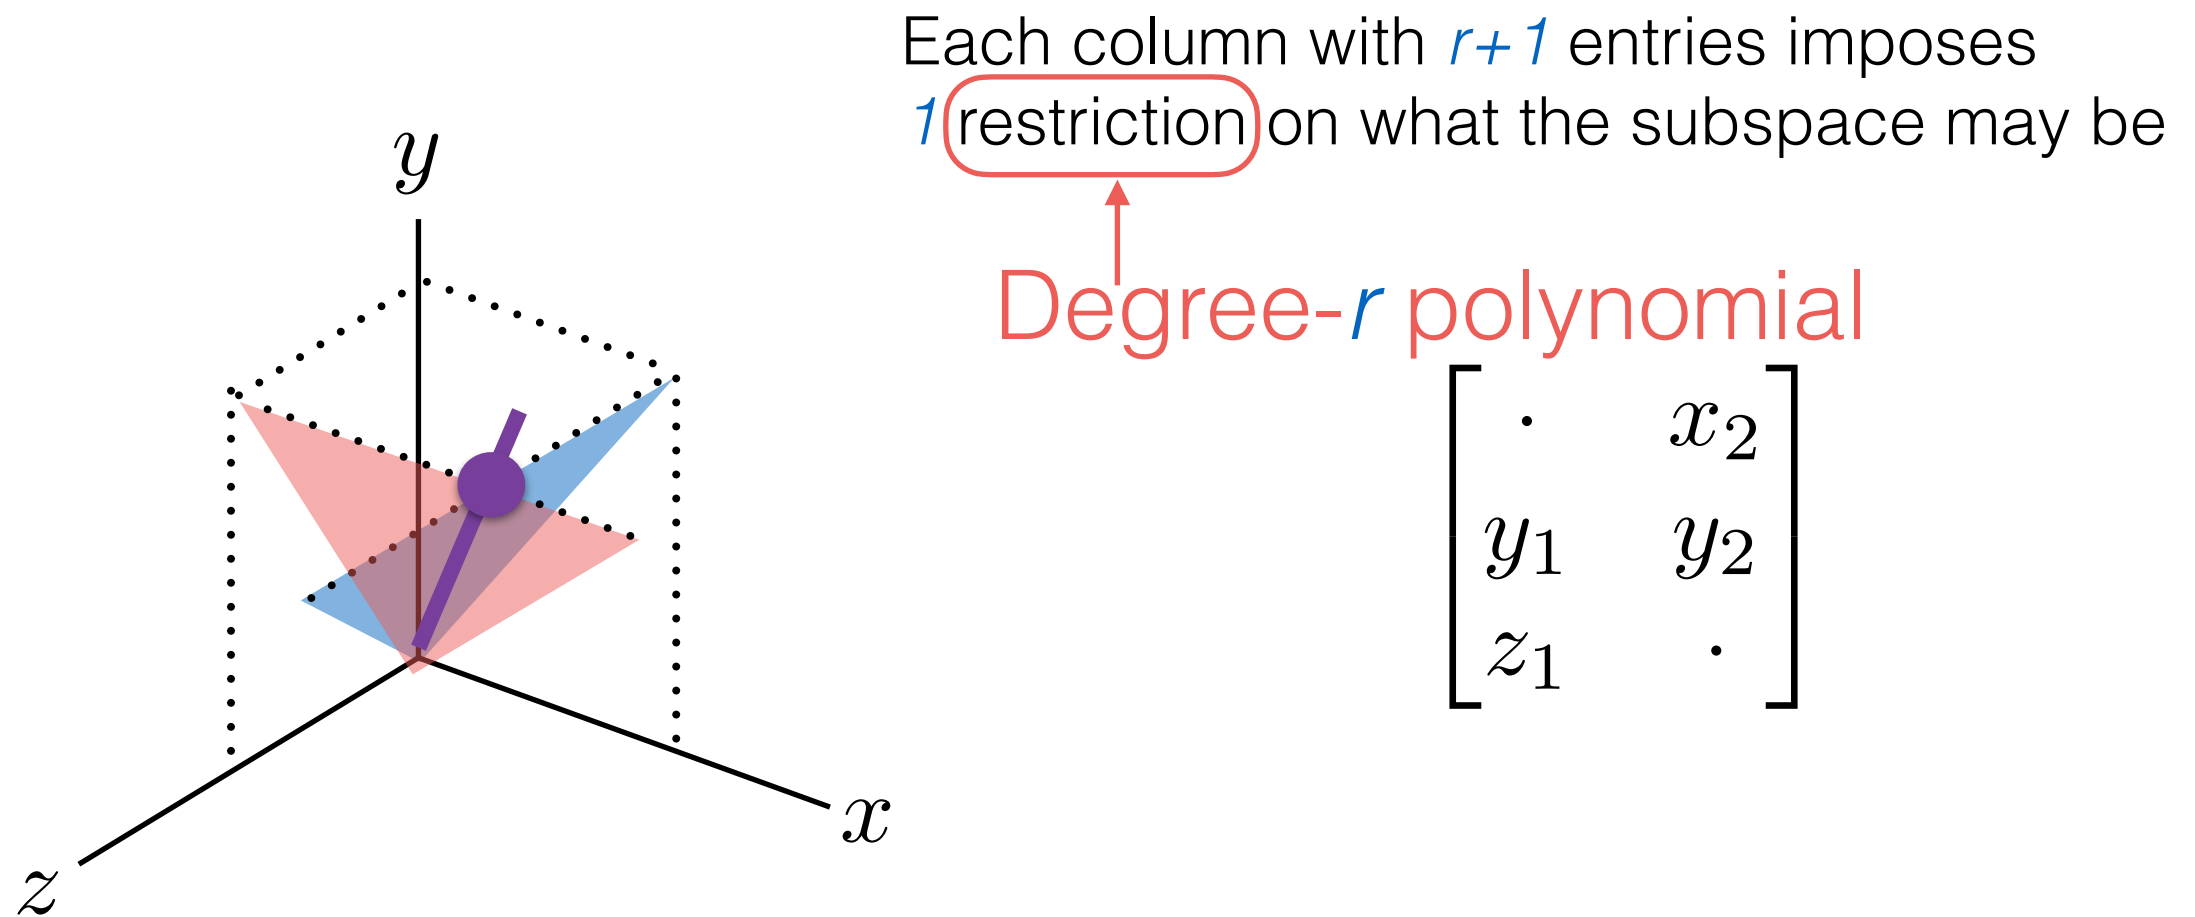 Each column with r+1 entries imposes
1 restriction on what the subspace may be
Degree-r polynomial
y
x
z
· x₂
y₁ y₂
z₁ ·